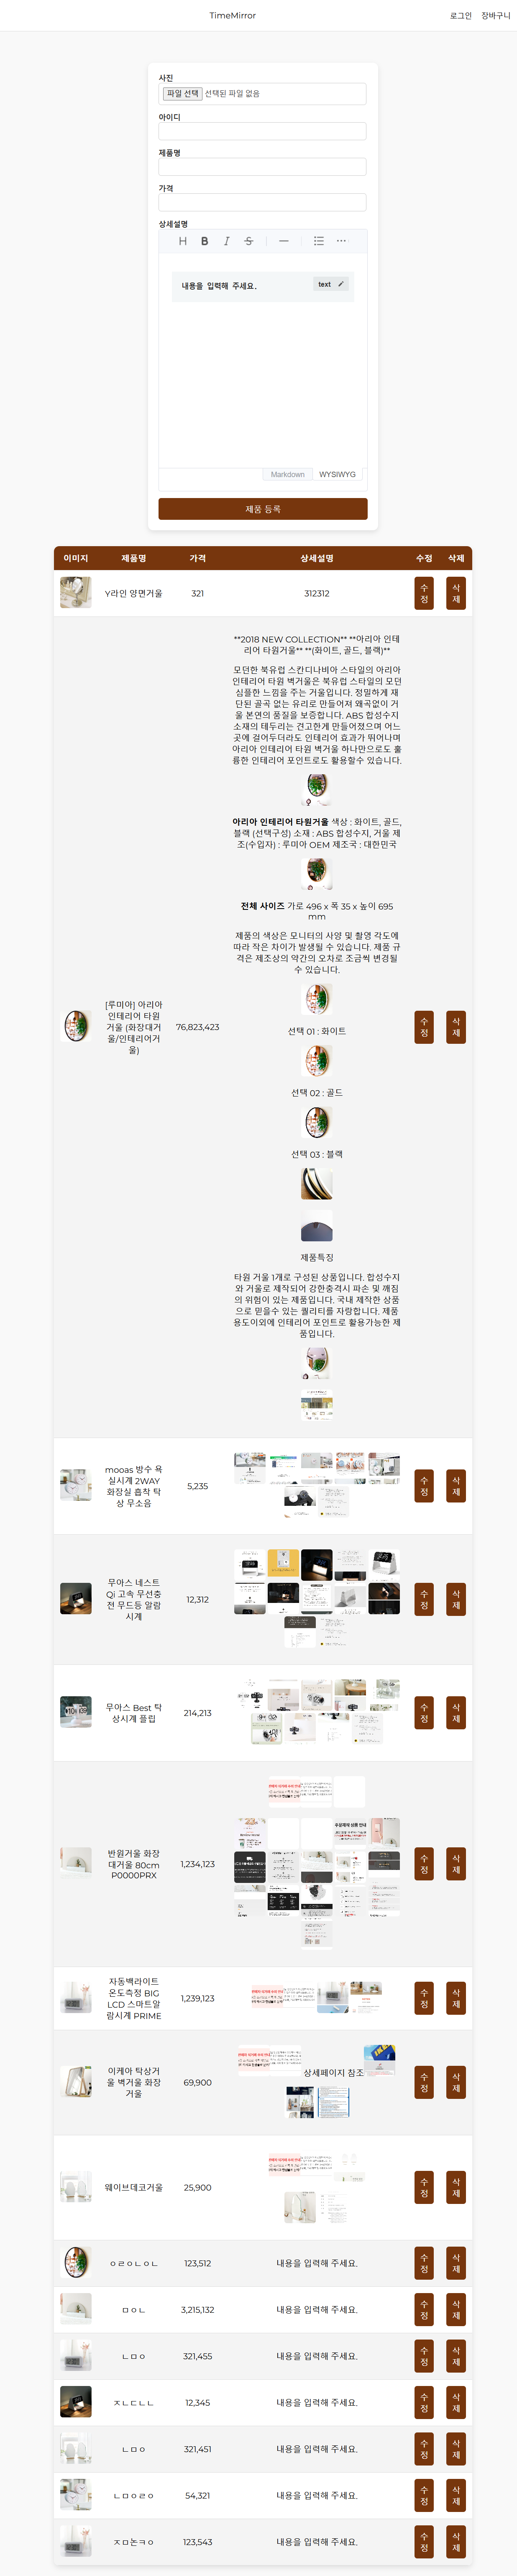 TimeMirror
로그인
장바구니
사진
파일 선택 선택된 파일 없음
아이디
제품명
가격
상세설명
내용을 입력해 주세요.
text
Markdown
WYSIWYG
제품 등록
이미지 제품명 가격 상세설명 수정 삭제
Y라인 양면거울
321
312312
수
정
삭
제
[루미아] 아리아
인테리어 타원
거울 (화장대거
울/인테리어거
울)
76,823,423
**2018 NEW COLLECTION** **아리아 인테
리어 타원거울** **(화이트, 골드, 블랙)**
모던한 북유럽 스칸디나비아 스타일의 아리아
인테리어 타원 벽거울은 북유럽 스타일의 모던
심플한 느낌을 주는 거울입니다. 정밀하게 재
단된 굴곡 없는 유리로 만들어져 왜곡없이 거
울 본연의 품질을 보증합니다. ABS 합성수지
소재의 테두리는 견고하게 만들어졌으며 어느
곳에 걸어두더라도 인테리어 효과가 뛰어나며
아리아 인테리어 타원 벽거울 하나만으로도 훌
륭한 인테리어 포인트로도 활용할수 있습니다.
아리아 인테리어 타원거울 색상 : 화이트, 골드,
블랙 (선택구성) 소재 : ABS 합성수지, 거울 제
조(수입자) : 루미아 OEM 제조국 : 대한민국
전체 사이즈 가로 496 x 폭 35 x 높이 695
mm
제품의 색상은 모니터의 사양 및 촬영 각도에
따라 작은 차이가 발생될 수 있습니다. 제품 규
격은 제조상의 약간의 오차로 조금씩 변경될
수 있습니다.
선택 01 : 화이트
선택 02 : 골드
선택 03 : 블랙
제품특징
타원 거울 1개로 구성된 상품입니다. 합성수지
와 거울로 제작되어 강한충격시 파손 및 깨짐
의 위험이 있는 제품입니다. 국내 제작한 상품
으로 믿을수 있는 퀄리티를 자랑합니다. 제품
용도이외에 인테리어 포인트로 활용가능한 제
품입니다.
수
정
삭
제
mooas 방수 욕
실시계 2WAY
화장실 흡착 탁
상 무소음
5,235
수
정
삭
제
무아스 네스트
Qi 고속 무선충
전 무드등 알람
시계
12,312
수
정
삭
제
무아스 Best 탁
상시계 플립
214,213
수
정
삭
제
반원거울 화장
대거울 80cm
P0000PRX
1,234,123
수
정
삭
제
자동백라이트
온도측정 BIG
LCD 스마트알
람시계 PRIME
1,239,123
수
정
삭
제
이케아 탁상거
울 벽거울 화장
거울
69,900
상세페이지 참조
수
정
삭
제
웨이브데코거울
25,900
수
정
삭
제
ㅇㄹㅇㄴㅇㄴ
123,512
내용을 입력해 주세요.
수
정
삭
제
ㅁㅇㄴ
3,215,132
내용을 입력해 주세요.
수
정
삭
제
ㄴㅁㅇ
321,455
내용을 입력해 주세요.
수
정
삭
제
ㅈㄴㄷㄴㄴ
12,345
내용을 입력해 주세요.
수
정
삭
제
ㄴㅁㅇ
321,451
내용을 입력해 주세요.
수
정
삭
제
ㄴㅁㅇㄹㅇ
54,321
내용을 입력해 주세요.
수
정
삭
제
ㅈㅁ논ㅋㅇ
123,543
내용을 입력해 주세요.
수
정
삭
제